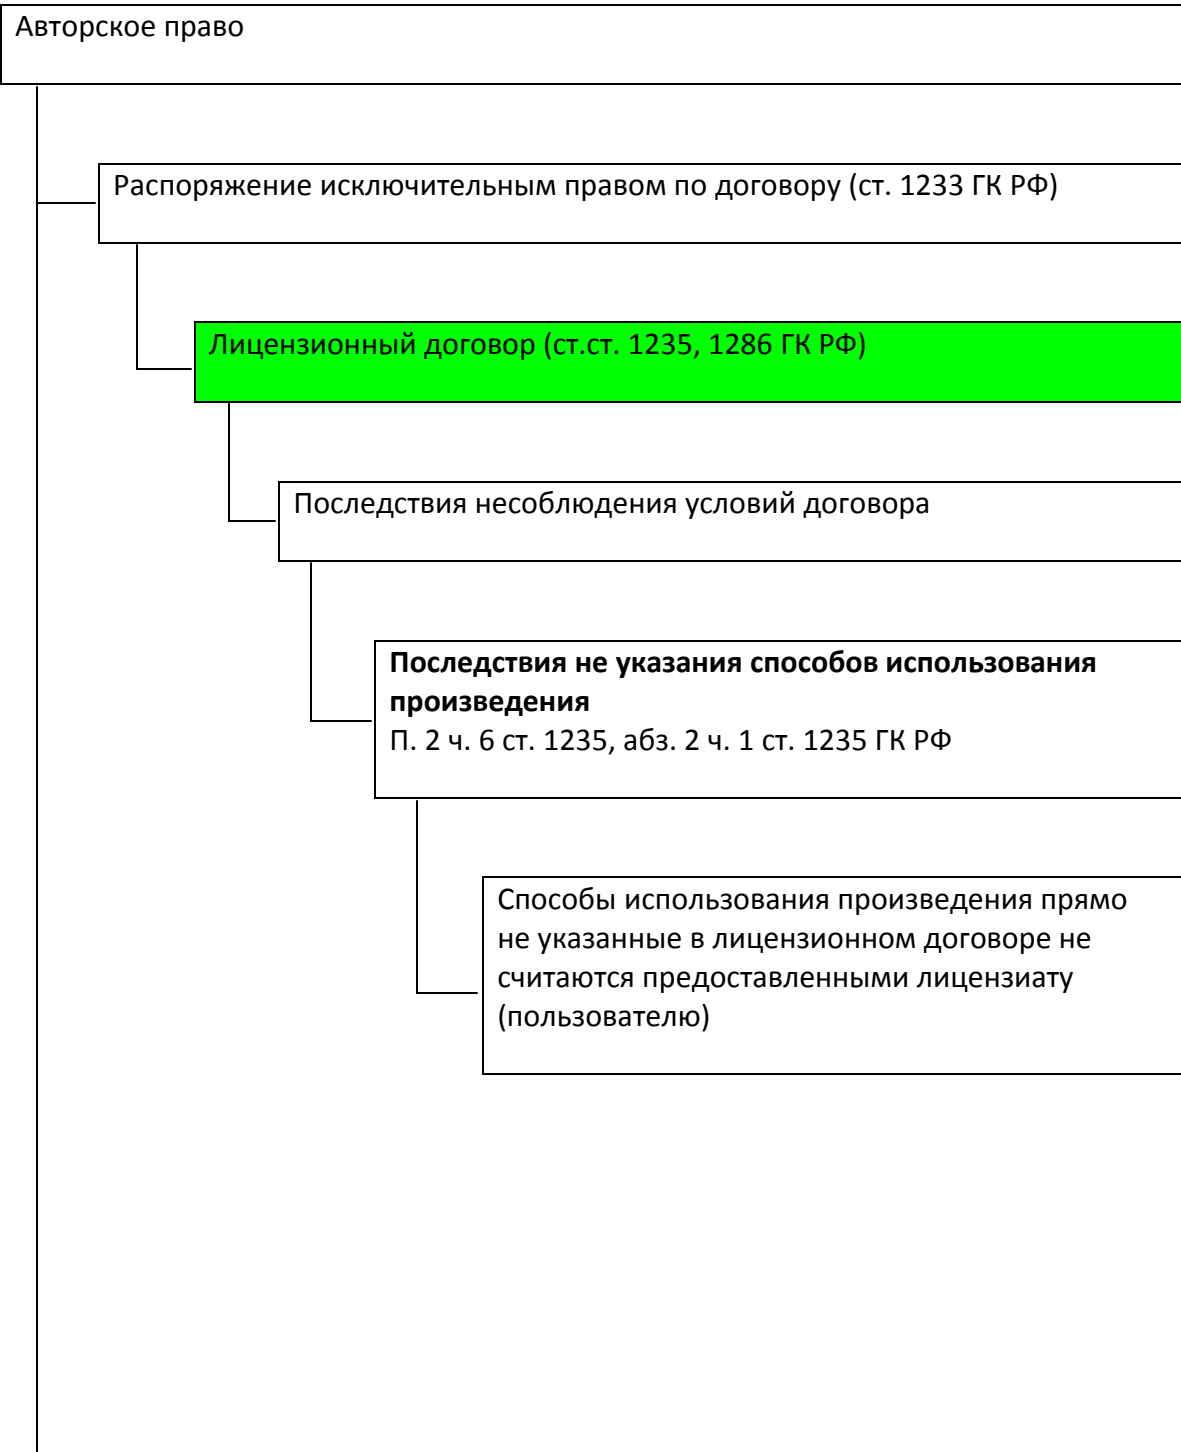 Авторское право
Распоряжение исключительным правом по договору (ст. 1233 ГК РФ)
Лицензионный договор (ст.ст. 1235, 1286 ГК РФ)
Последствия несоблюдения условий договора
Последствия не указания способов использования
произведения
П. 2 ч. 6 ст. 1235, абз. 2 ч. 1 ст. 1235 ГК РФ
Способы использования произведения прямо
не указанные в лицензионном договоре не
считаются предоставленными лицензиату
(пользователю)